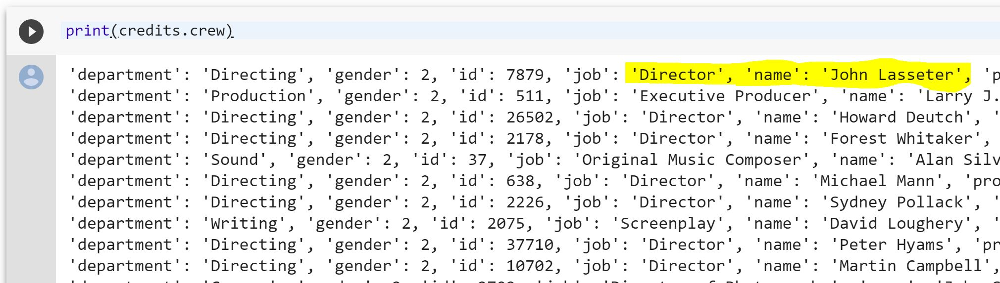 print(credits.crew)
'department': 'Directing', 'gender': 2, 'id': 7879, 'job': 'Director', 'name': 'John Lasseter', 'p
'department': 'Production', 'gender': 2, 'id': 511, 'job': 'Executive Producer', 'name': 'Larry J.
'department': 'Directing', 'gender': 2, 'id': 26502, 'job': 'Director', 'name': 'Howard Deutch', '
'department': 'Directing', 'gender': 2, 'id': 2178, 'job': 'Director', 'name': 'Forest Whitaker',
'department': 'Sound', 'gender': 2, 'id': 37, 'job': 'Original Music Composer', 'name': 'Alan Silv
'department': 'Directing', 'gender': 2, 'id': 638, 'job': 'Director', 'name': 'Michael Mann', 'pro
'department': 'Directing', 'gender': 2, 'id': 2226, 'job': 'Director', 'name': 'Sydney Pollack', '
'department': 'Writing', 'gender': 2, 'id': 2075, 'job': 'Screenplay', 'name': 'David Loughery', '
'department': 'Directing', 'gender': 2, 'id': 37710, 'job': 'Director', 'name': 'Peter Hyams', 'pr
'department': 'Directing', 'gender': 2, 'id': 10702, 'job': 'Director', 'name': 'Martin Campbell',